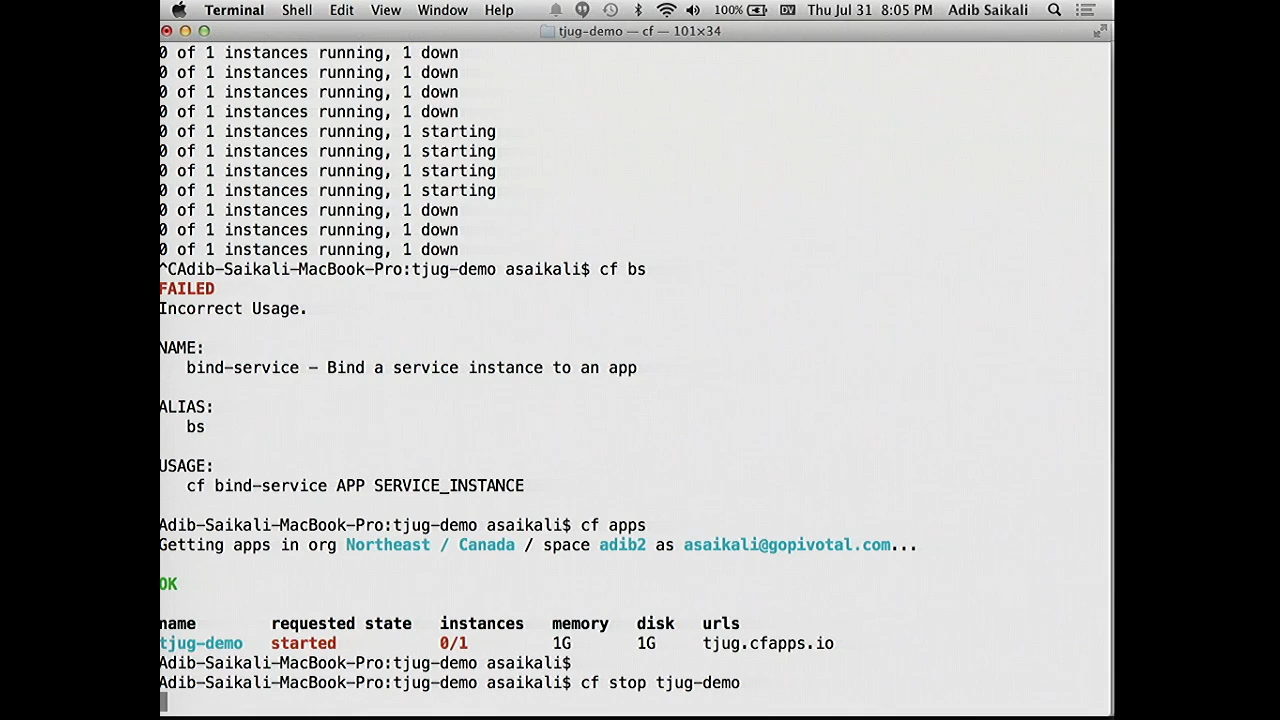 Terminal Shell Edit View Window Help 100% DV Thu Jul 31 8:05 PM Adib Saikali
tjug-demo — cf — 101×34
0 of 1 instances running, 1 down
0 of 1 instances running, 1 down
0 of 1 instances running, 1 down
0 of 1 instances running, 1 down
0 of 1 instances running, 1 starting
0 of 1 instances running, 1 starting
0 of 1 instances running, 1 starting
0 of 1 instances running, 1 starting
0 of 1 instances running, 1 down
0 of 1 instances running, 1 down
0 of 1 instances running, 1 down
^CAdib-Saikali-MacBook-Pro:tjug-demo asaikali$ cf bs
FAILED
Incorrect Usage.
NAME:
bind-service - Bind a service instance to an app
ALIAS:
bs
USAGE:
cf bind-service APP SERVICE_INSTANCE
Adib-Saikali-MacBook-Pro:tjug-demo asaikali$ cf apps
Getting apps in org Northeast / Canada / space adib2 as asaikali@gopivotal.com...
OK
name requested state instances memory disk urls
tjug-demo started 0/1 1G 1G tjug.cfapps.io
Adib-Saikali-MacBook-Pro:tjug-demo asaikali$
Adib-Saikali-MacBook-Pro:tjug-demo asaikali$ cf stop tjug-demo